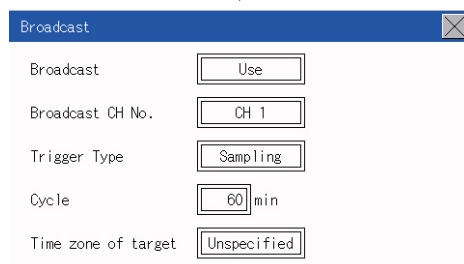 Broadcast
Broadcast Use
Broadcast CH No. CH 1
Trigger Type Sampling
Cycle 60 min
Time zone of target Unspecified